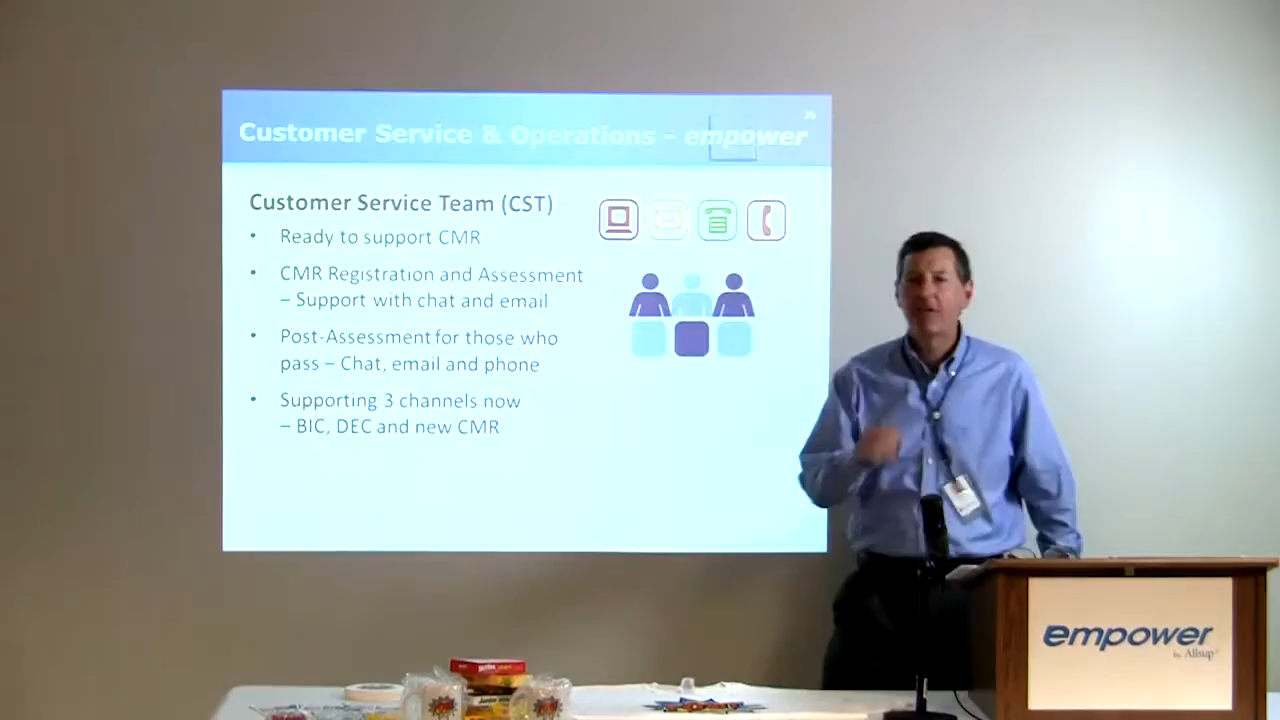 Customer Service & Operations - empower
Customer Service Team (CST)
• Ready to support CMR
• CMR Registration and Assessment
– Support with chat and email
• Post-Assessment for those who
pass – Chat, email and phone
• Supporting 3 channels now
– BIC, DEC and new CMR
empower
by Allsup